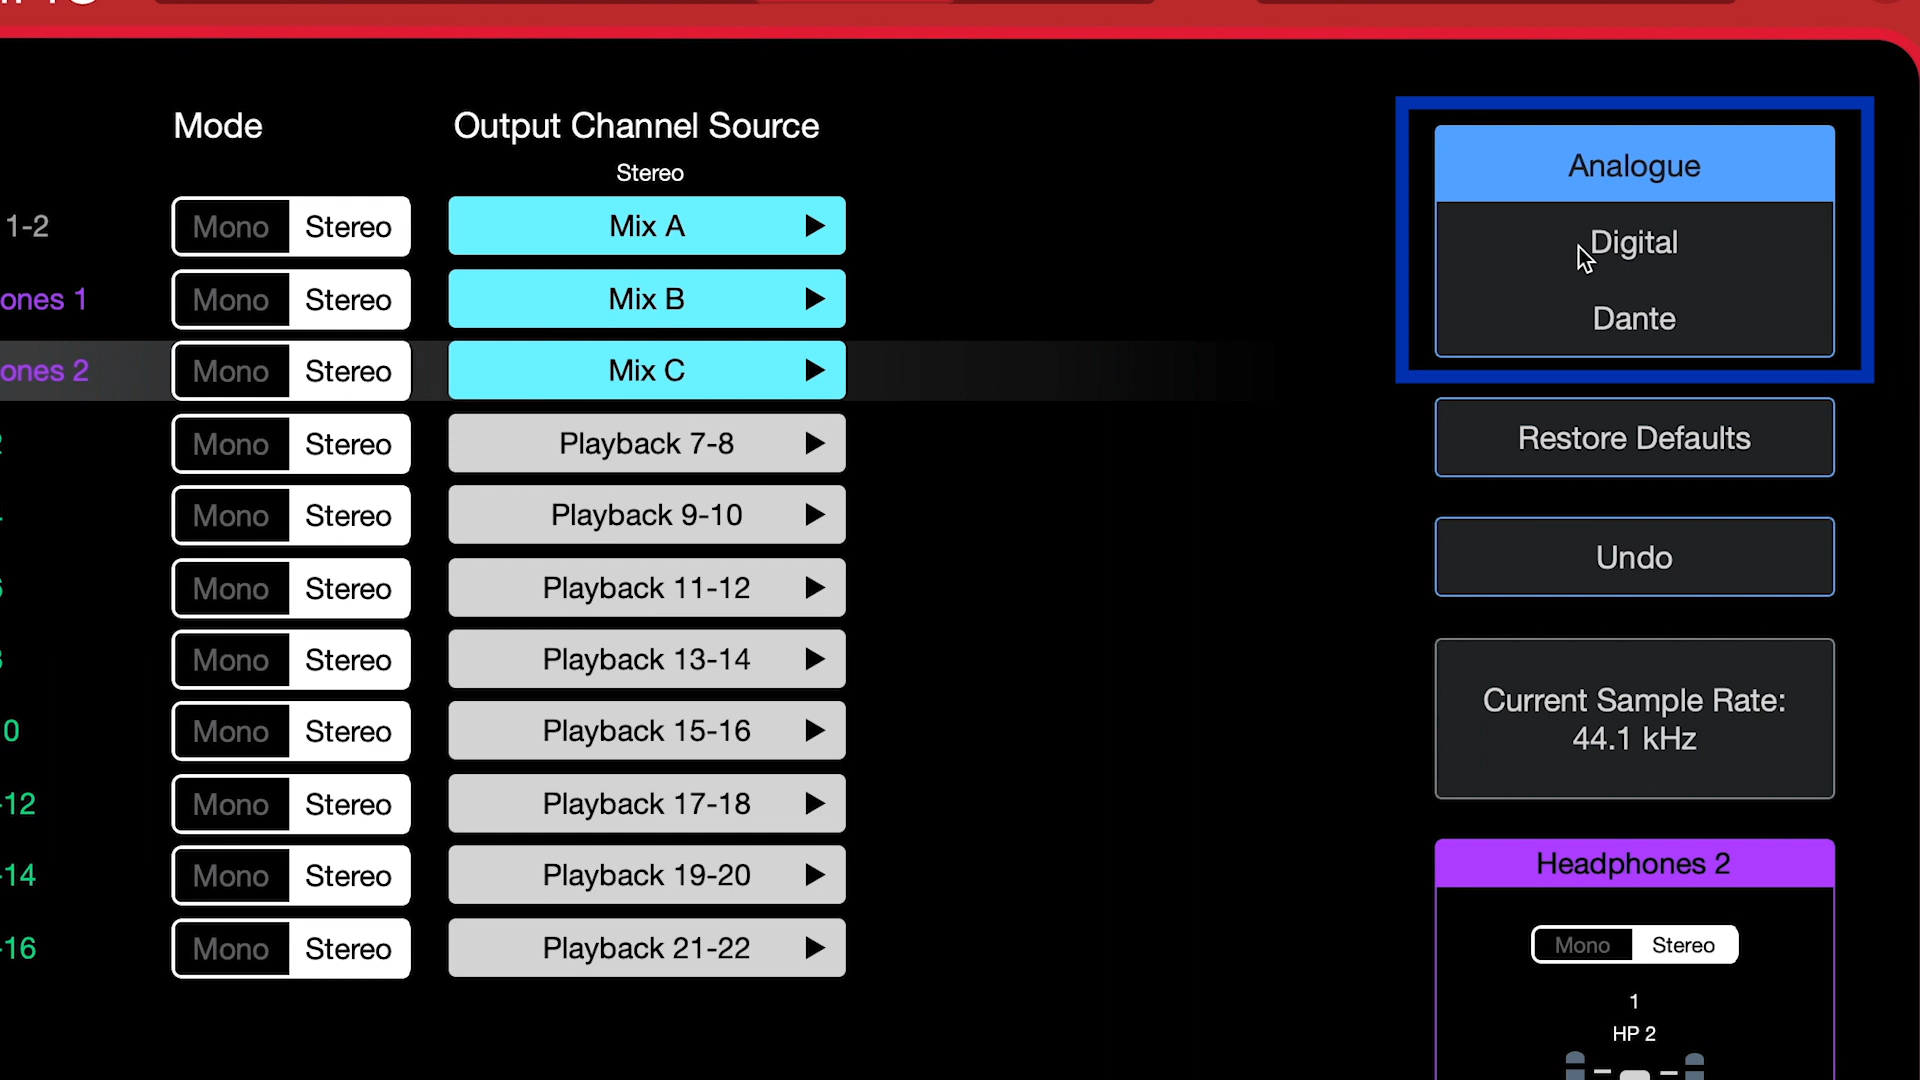 Mode
Output Channel Source
Stereo
1-2
Mono Stereo
Mix A
ones 1
Mono Stereo
Mix B
ones 2
Mono Stereo
Mix C
Mono Stereo
Playback 7-8
Mono Stereo
Playback 9-10
Mono Stereo
Playback 11-12
Mono Stereo
Playback 13-14
0
Mono Stereo
Playback 15-16
-12
Mono Stereo
Playback 17-18
-14
Mono Stereo
Playback 19-20
-16
Mono Stereo
Playback 21-22
Analogue
Digital
Dante
Restore Defaults
Undo
Current Sample Rate:
44.1 kHz
Headphones 2
Mono Stereo
1
HP 2